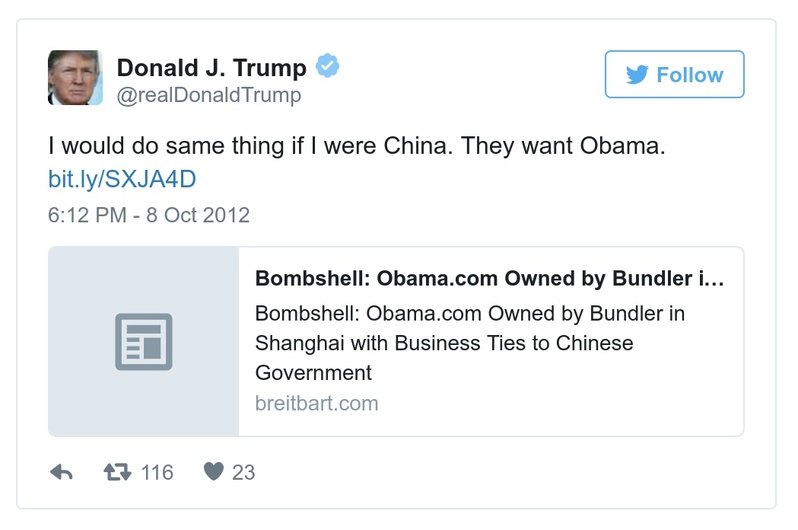 Donald J. Trump
@realDonaldTrump
Follow
I would do same thing if I were China. They want Obama.
bit.ly/SXJA4D
6:12 PM - 8 Oct 2012
Bombshell: Obama.com Owned by Bundler i...
Bombshell: Obama.com Owned by Bundler in
Shanghai with Business Ties to Chinese
Government
breitbart.com
116
23